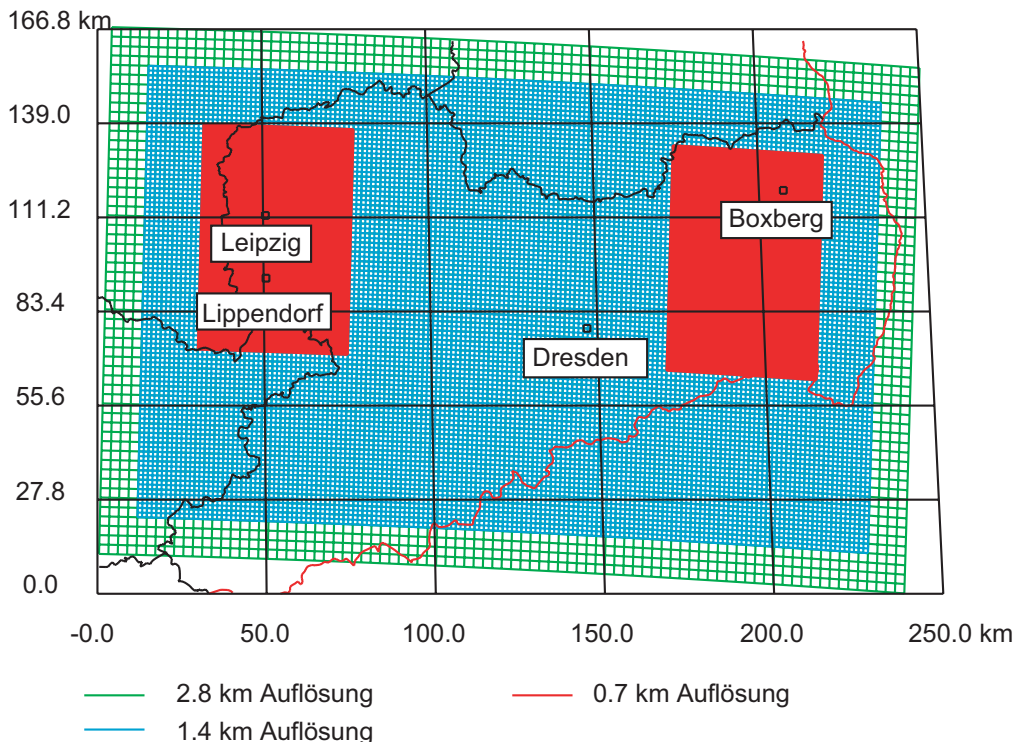 166.8 km
139.0
111.2
Boxberg
Leipzig
83.4
Lippendorf
Dresden
55.6
27.8
0.0
-0.0 50.0 100.0 150.0 200.0 250.0 km
2.8 km Auflösung 0.7 km Auflösung
1.4 km Auflösung